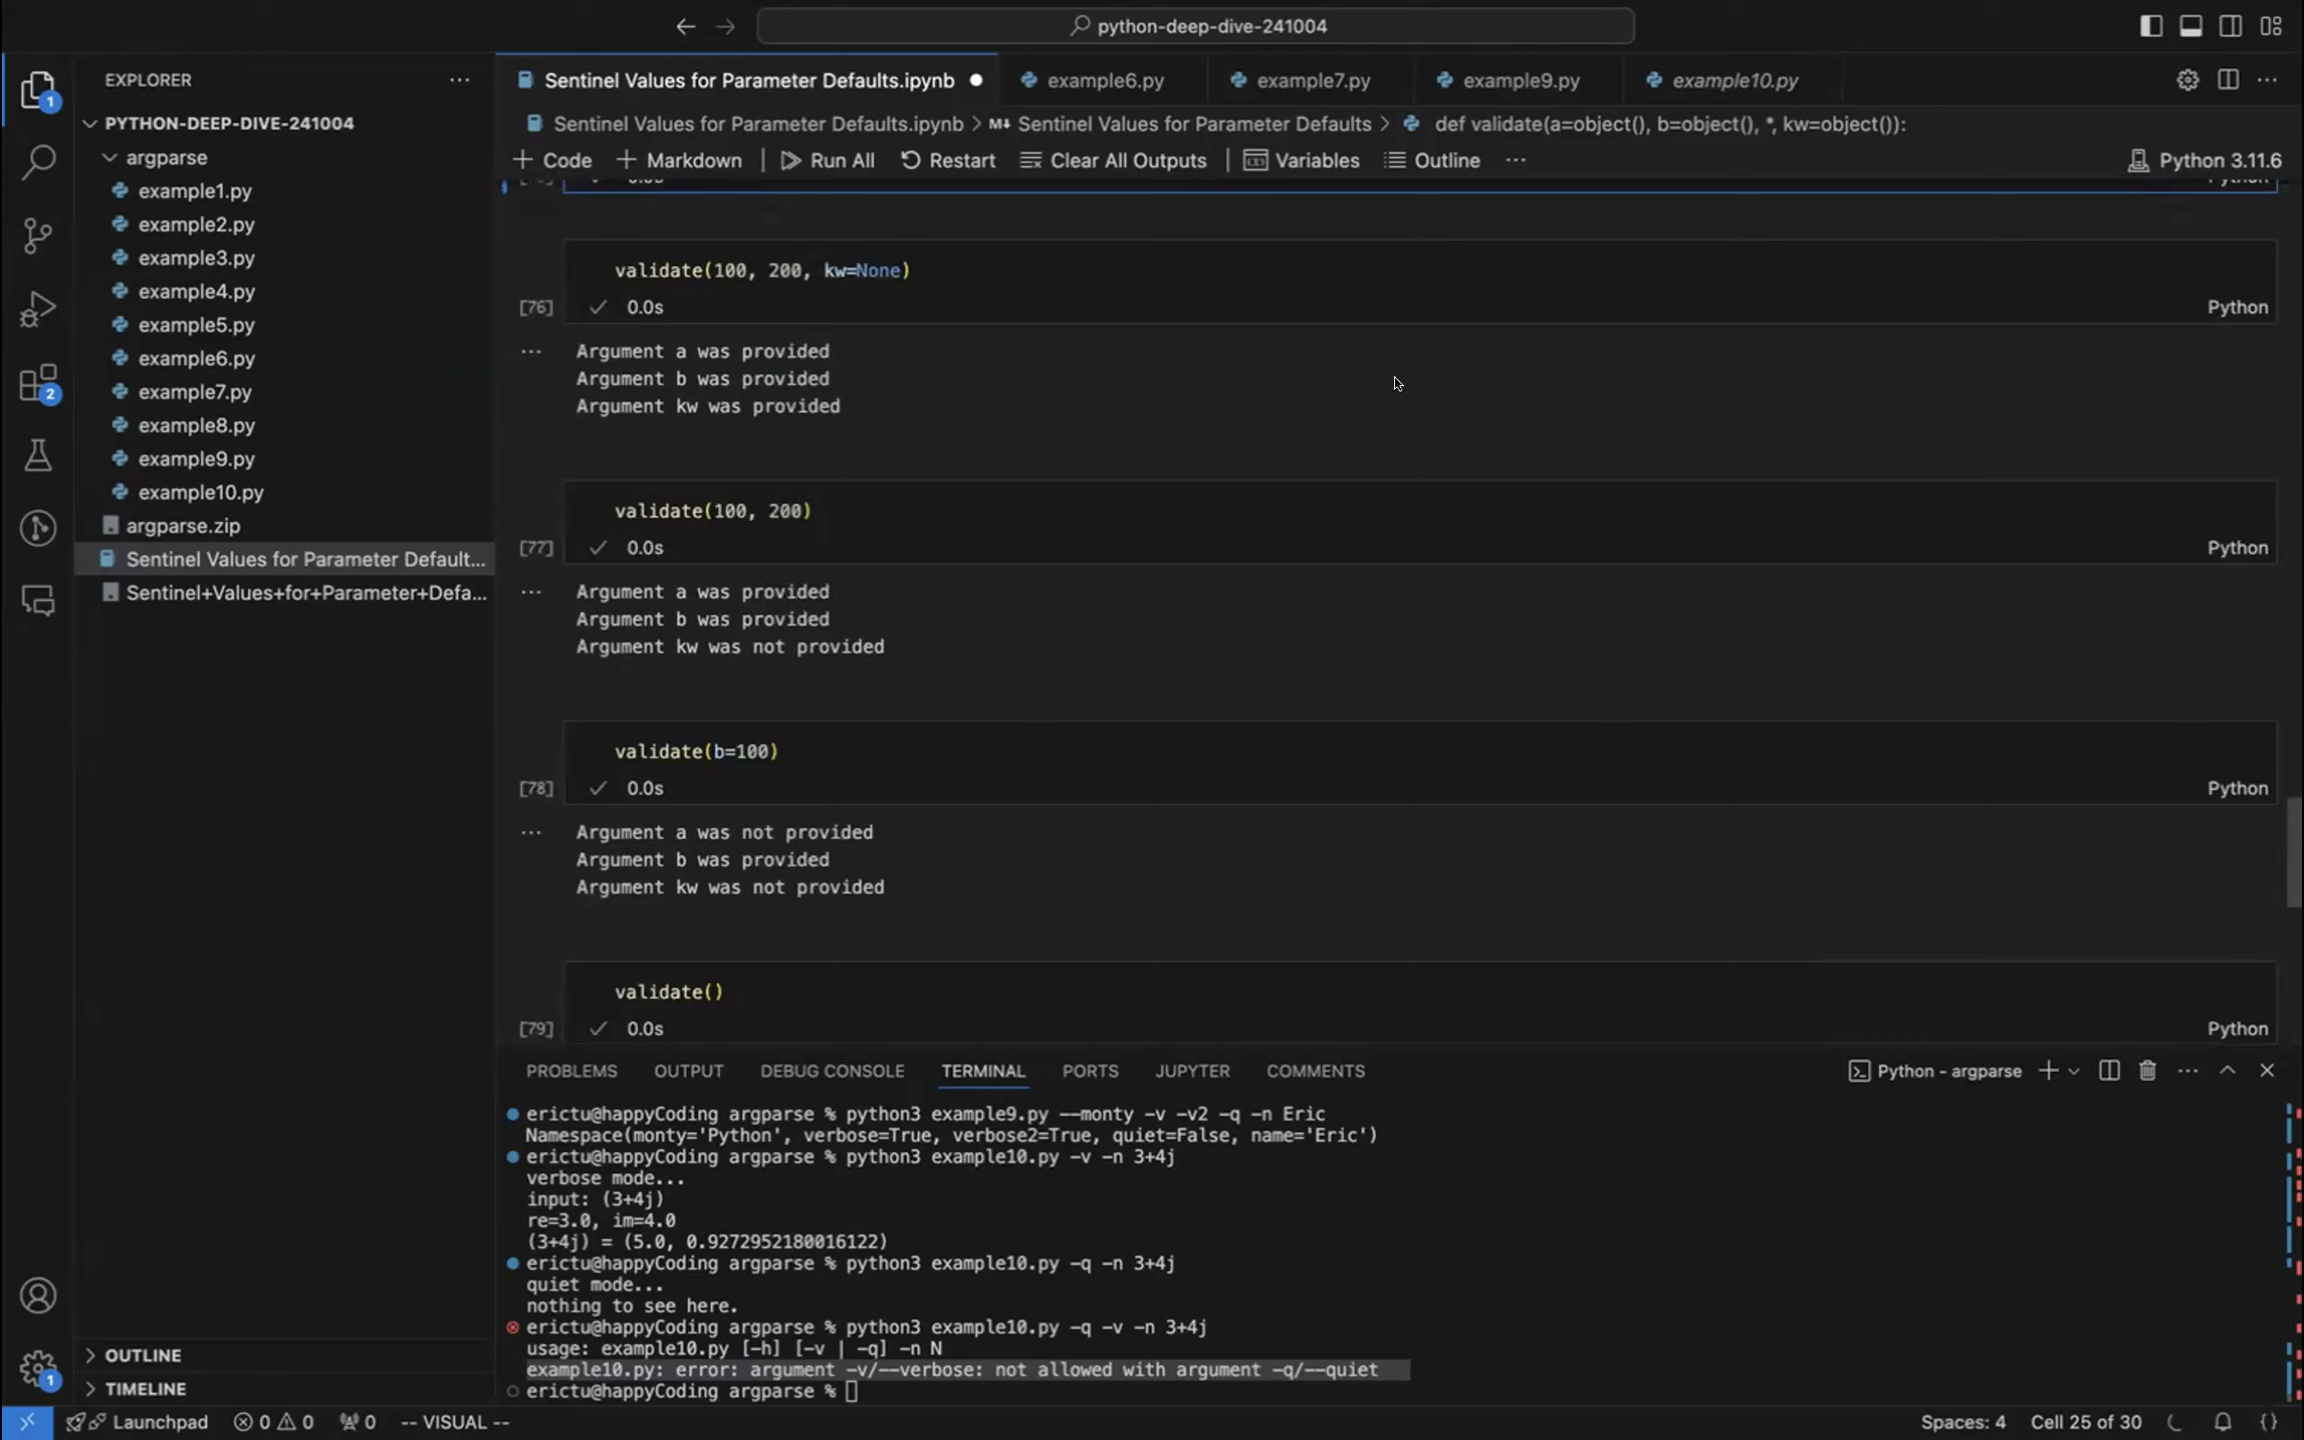 python-deep-dive-241004
EXPLORER
PYTHON-DEEP-DIVE-241004
argparse
example1.py
example2.py
example3.py
example4.py
example5.py
example6.py
example7.py
example8.py
example9.py
example10.py
argparse.zip
Sentinel Values for Parameter Default...
Sentinel+Values+for+Parameter+Defa...
OUTLINE
TIMELINE
1
2
1
Sentinel Values for Parameter Defaults.ipynb
example6.py
example7.py
example9.py
example10.py
Sentinel Values for Parameter Defaults.ipynb > M↓ Sentinel Values for Parameter Defaults > def validate(a=object(), b=object(), *, kw=object()):
+ Code + Markdown | Run All Restart Clear All Outputs | Variables Outline ... Python 3.11.6
0.0s
Python
validate(100, 200, kw=None)
[76] ✓ 0.0s Python
... Argument a was provided
Argument b was provided
Argument kw was provided
validate(100, 200)
[77] ✓ 0.0s Python
... Argument a was provided
Argument b was provided
Argument kw was not provided
validate(b=100)
[78] ✓ 0.0s Python
... Argument a was not provided
Argument b was provided
Argument kw was not provided
validate()
[79] ✓ 0.0s Python
PROBLEMS OUTPUT DEBUG CONSOLE TERMINAL PORTS JUPYTER COMMENTS
Python - argparse
erictu@happyCoding argparse % python3 example9.py --monty -v -v2 -q -n Eric
Namespace(monty='Python', verbose=True, verbose2=True, quiet=False, name='Eric')
erictu@happyCoding argparse % python3 example10.py -v -n 3+4j
verbose mode...
input: (3+4j)
re=3.0, im=4.0
(3+4j) = (5.0, 0.9272952180016122)
erictu@happyCoding argparse % python3 example10.py -q -n 3+4j
quiet mode...
nothing to see here.
erictu@happyCoding argparse % python3 example10.py -q -v -n 3+4j
usage: example10.py [-h] [-v | -q] -n N
example10.py: error: argument -v/--verbose: not allowed with argument -q/--quiet
erictu@happyCoding argparse %
Launchpad 0 0 0 -- VISUAL -- Spaces: 4 Cell 25 of 30